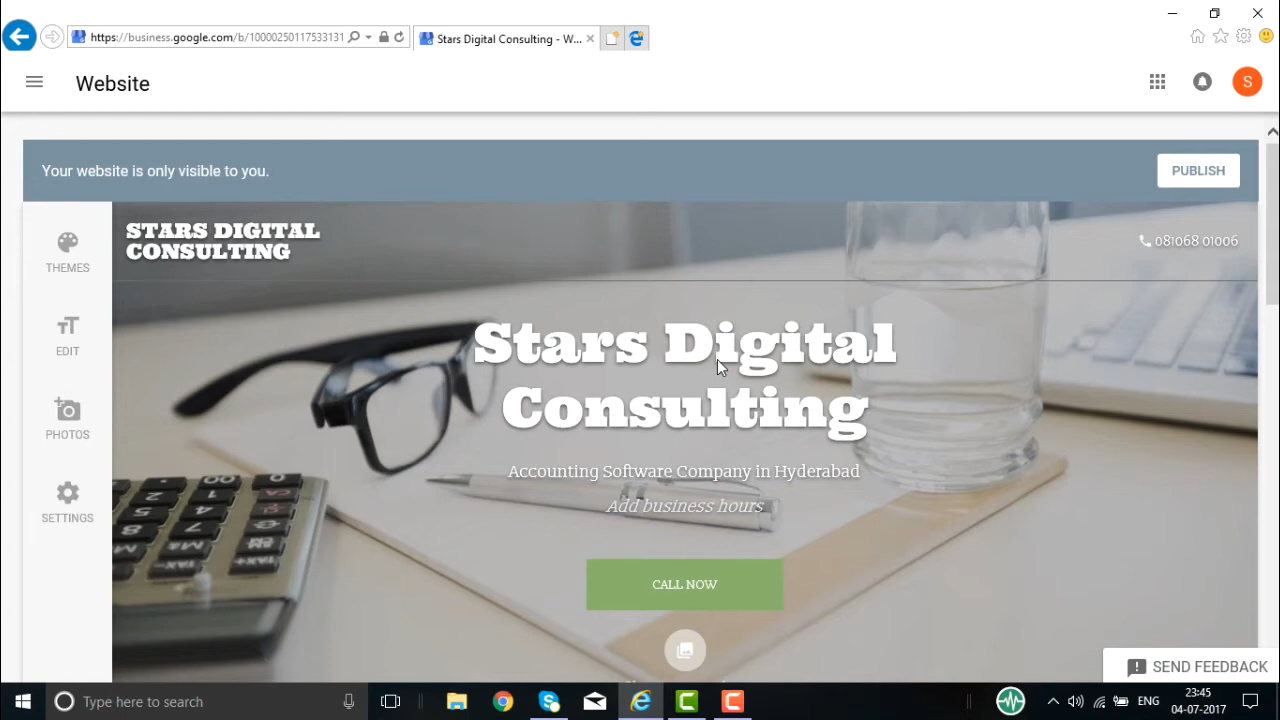 https://business.google.com/b/10000250117533131
Stars Digital Consulting - W...
Website
S
Your website is only visible to you.
PUBLISH
THEMES
EDIT
PHOTOS
SETTINGS
STARS DIGITAL
CONSULTING
081068 01006
Stars Digital
Consulting
Accounting Software Company in Hyderabad
Add business hours
CALL NOW
SEND FEEDBACK
Type here to search
ENG
23:45
04-07-2017